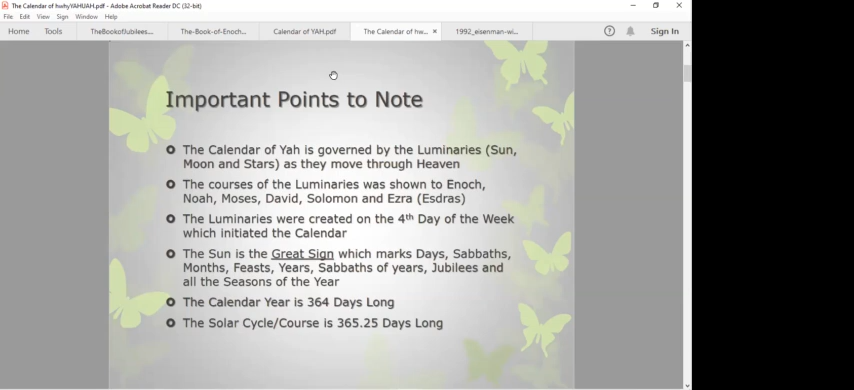 The Calendar of hwhyYAHUAH.pdf - Adobe Acrobat Reader DC (32-bit)
File Edit View Sign Window Help
Home Tools TheBookofJubilees... The-Book-of-Enoch... Calendar of YAH.pdf The Calendar of hw... × 1992_eisenman-wi... Sign In
Important Points to Note
The Calendar of Yah is governed by the Luminaries (Sun,
Moon and Stars) as they move through Heaven
The courses of the Luminaries was shown to Enoch,
Noah, Moses, David, Solomon and Ezra (Esdras)
The Luminaries were created on the 4th Day of the Week
which initiated the Calendar
The Sun is the Great Sign which marks Days, Sabbaths,
Months, Feasts, Years, Sabbaths of years, Jubilees and
all the Seasons of the Year
The Calendar Year is 364 Days Long
The Solar Cycle/Course is 365.25 Days Long